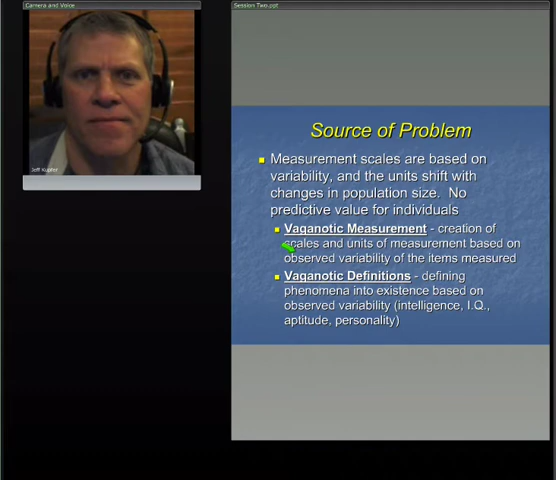 Camera and Voice
Session Two.ppt
Jeff Kupfer
Source of Problem
Measurement scales are based on
variability, and the units shift with
changes in population size. No
predictive value for individuals
Vaganotic Measurement - creation of
scales and units of measurement based on
observed variability of the items measured
Vaganotic Definitions - defining
phenomena into existence based on
observed variability (intelligence, I.Q.,
aptitude, personality)